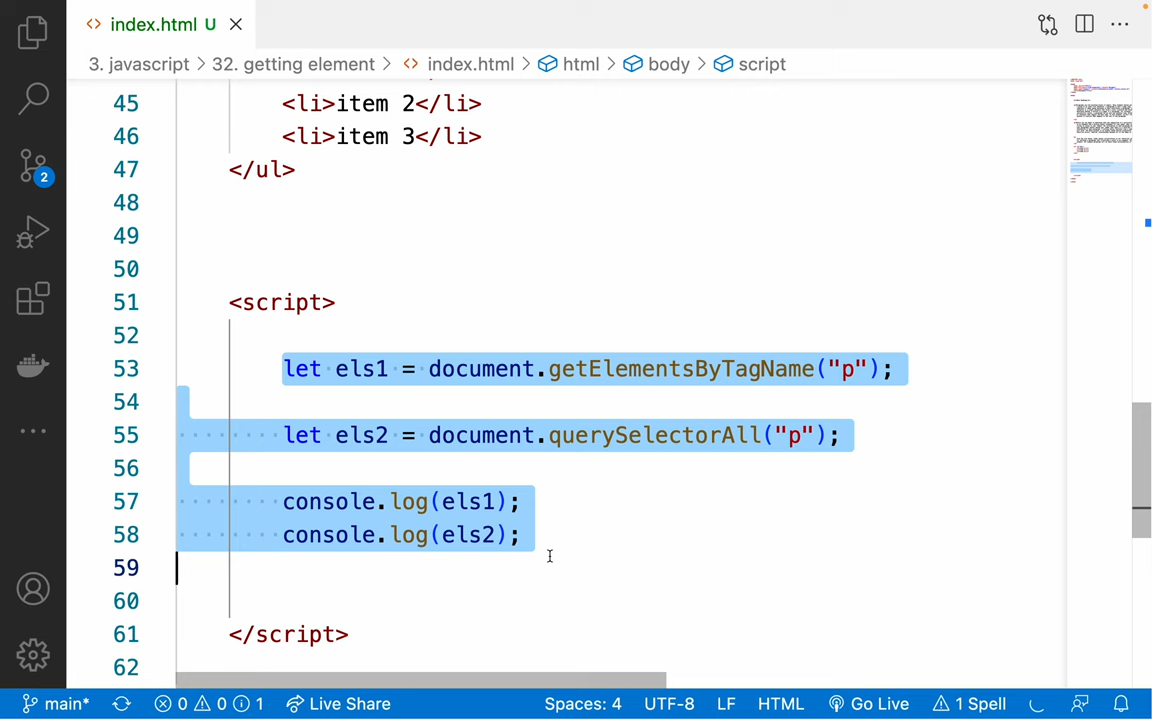 index.html U
3. javascript > 32. getting element > index.html > html > body > script
45 <li>item 2</li>
46 <li>item 3</li>
47 </ul>
48
49
50
51 <script>
52
53 let els1 = document.getElementsByTagName("p");
54
55 let els2 = document.querySelectorAll("p");
56
57 console.log(els1);
58 console.log(els2);
59
60
61 </script>
62
2
main* 0 0 1 Live Share Spaces: 4 UTF-8 LF HTML Go Live 1 Spell